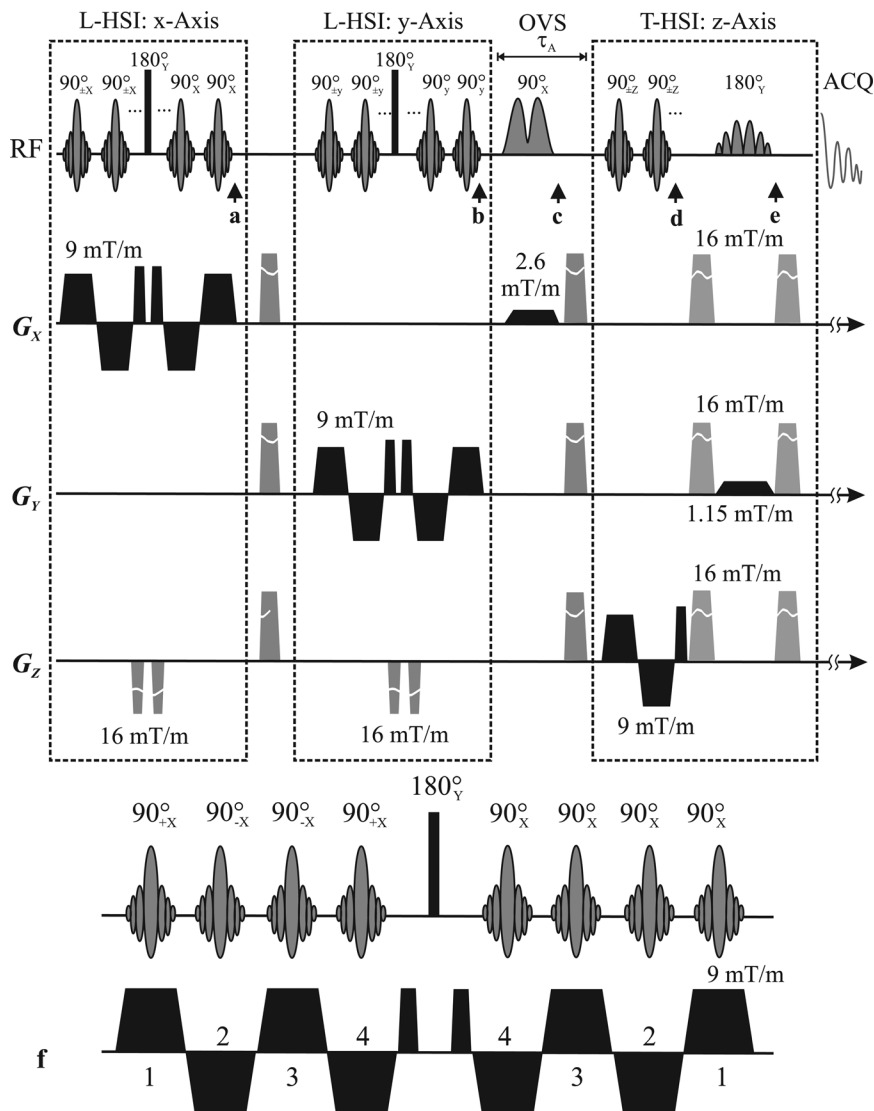 L-HSI: x-Axis L-HSI: y-Axis OVS T-HSI: z-Axis
τA
180°Y 180°Y
90°±X 90°±X 90°X 90°X 90°±y 90°±y 90°y 90°y 90°X 90°±Z 90°±Z 180°Y ACQ
... ... ... ... ...
RF
a b c d e
9 mT/m 2.6 mT/m 16 mT/m
GX
9 mT/m 16 mT/m
GY
1.15 mT/m
16 mT/m
GZ
16 mT/m 16 mT/m 9 mT/m
180°Y
90°+X 90°-X 90°-X 90°+X 90°X 90°X 90°X 90°X
9 mT/m
2 4 4 2
f
1 3 3 1